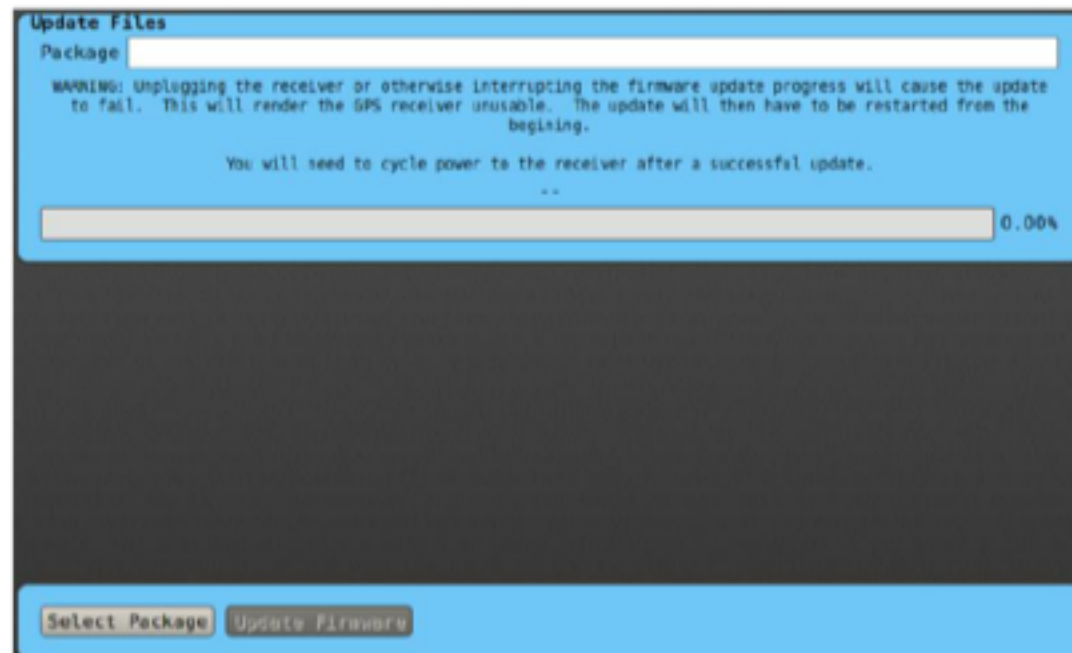 Update Files
Package
WARNING: Unplugging the receiver or otherwise interrupting the firmware update progress will cause the update
to fail. This will render the GPS receiver unusable. The update will then have to be restarted from the
begining.
You will need to cycle power to the receiver after a successful update.
--
0.00%
Select Package Update Firmware